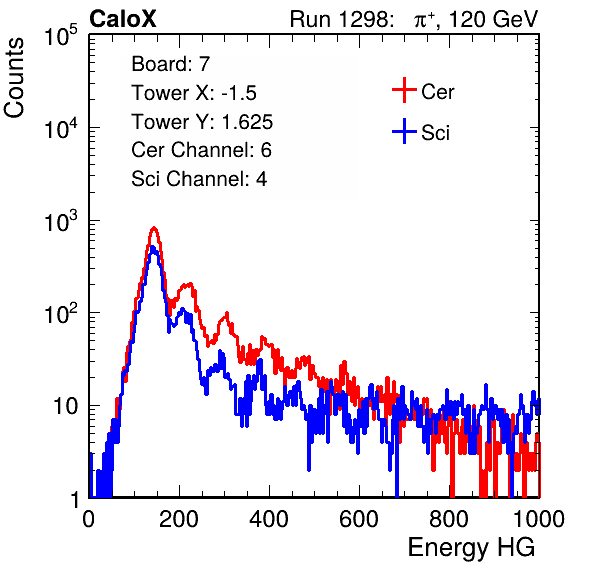 CaloX Run 1298: π⁺, 120 GeV
Counts
10⁵
10⁴
10³
10²
10
1
Board: 7
Tower X: -1.5
Tower Y: 1.625
Cer Channel: 6
Sci Channel: 4
Cer
Sci
0 200 400 600 800 1000
Energy HG